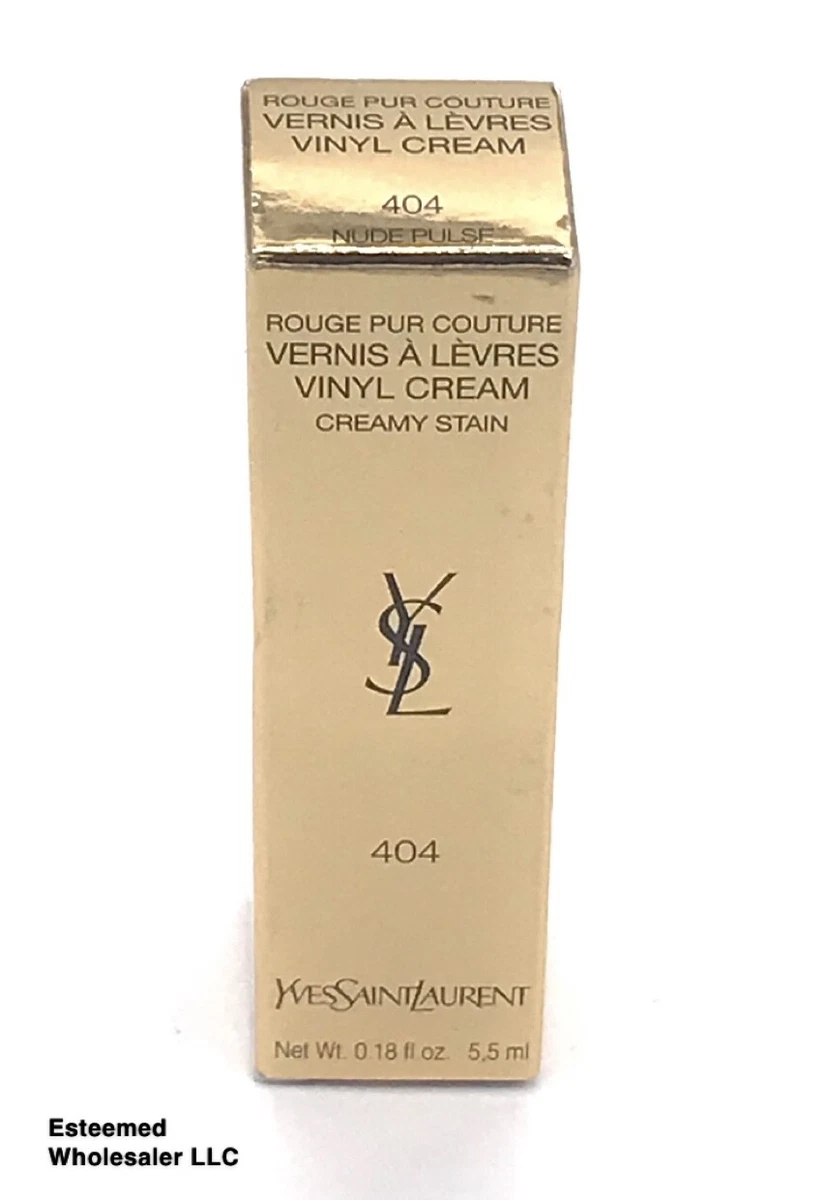 ROUGE PUR COUTURE
VERNIS À LÈVRES
VINYL CREAM
404
NUDE PULSE
ROUGE PUR COUTURE
VERNIS À LÈVRES
VINYL CREAM
CREAMY STAIN
YSL
404
YVESSAINTLAURENT
Net Wt. 0.18 fl oz. 5,5 ml
Esteemed
Wholesaler LLC